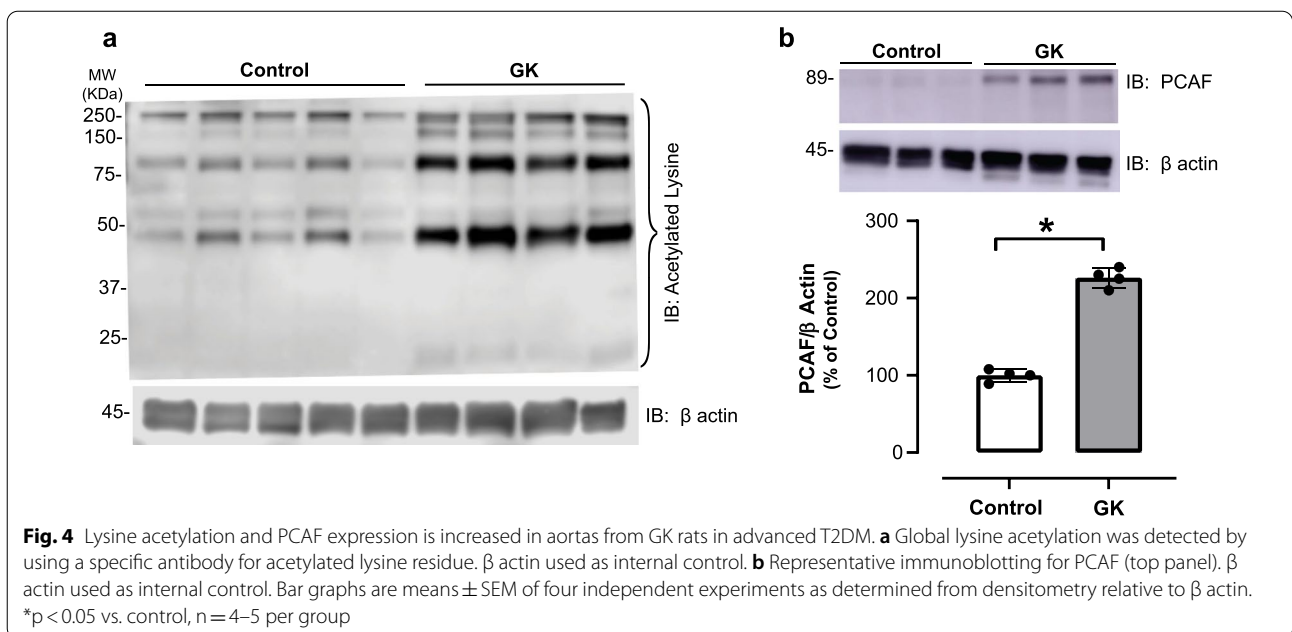 a
Control
GK
MW
(KDa)
250-
150-
75-
50-
37-
25-
IB: Acetylated Lysine
45-
IB: β actin
b
Control
GK
89-
IB: PCAF
45-
IB: β actin
300
200
100
0
PCAF/β Actin
(% of Control)
*
Control
GK
Fig. 4 Lysine acetylation and PCAF expression is increased in aortas from GK rats in advanced T2DM. a Global lysine acetylation was detected by
using a specific antibody for acetylated lysine residue. β actin used as internal control. b Representative immunoblotting for PCAF (top panel). β
actin used as internal control. Bar graphs are means ± SEM of four independent experiments as determined from densitometry relative to β actin.
*p < 0.05 vs. control, n = 4–5 per group